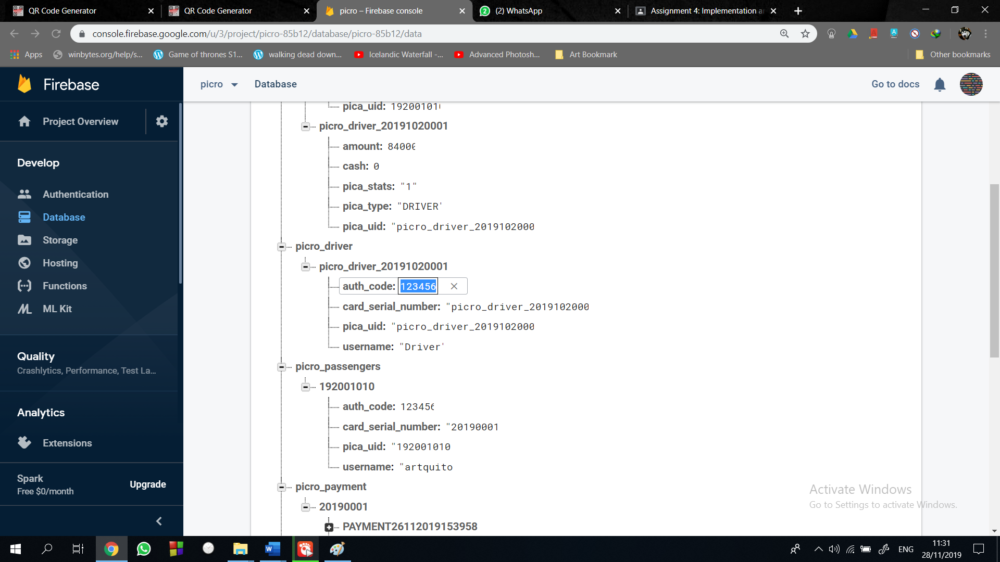 QR Code Generator
QR Code Generator
picro – Firebase console
(2) WhatsApp
Assignment 4: Implementation a
console.firebase.google.com/u/3/project/picro-85b12/database/picro-85b12/data
Apps
winbytes.org/help/s...
Game of thrones S1...
walking dead down...
Icelandic Waterfall -...
Advanced Photosh...
Art Bookmark
Other bookmarks
Firebase
picro
Database
Go to docs
Project Overview
Develop
Authentication
Database
Storage
Hosting
Functions
ML Kit
Quality
Crashlytics, Performance, Test La...
Analytics
Extensions
Spark
Free $0/month
Upgrade
pica_uid: 192001010
picro_driver_20191020001
amount: 84000
cash: 0
pica_stats: "1"
pica_type: "DRIVER"
pica_uid: "picro_driver_2019102000
picro_driver
picro_driver_20191020001
auth_code: 123456
card_serial_number: "picro_driver_2019102000
pica_uid: "picro_driver_2019102000
username: "Driver"
picro_passengers
192001010
auth_code: 123456
card_serial_number: "20190001
pica_uid: "192001010
username: "artquito
picro_payment
20190001
PAYMENT26112019153958
Activate Windows
Go to Settings to activate Windows.
ENG
11:31
28/11/2019